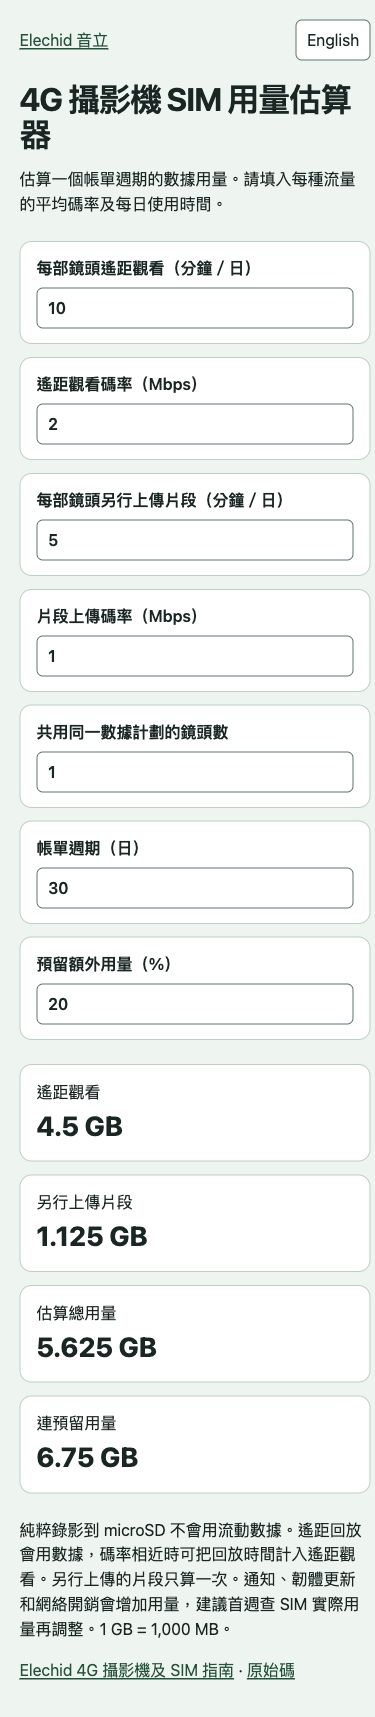 Elechid 音立
English
4G 攝影機 SIM 用量估算
器
估算一個帳單週期的數據用量。請填入每種流量
的平均碼率及每日使用時間。
每部鏡頭遙距觀看（分鐘 / 日）
10
遙距觀看碼率（Mbps）
2
每部鏡頭另行上傳片段（分鐘 / 日）
5
片段上傳碼率（Mbps）
1
共用同一數據計劃的鏡頭數
1
帳單週期（日）
30
預留額外用量（%）
20
遙距觀看
4.5 GB
另行上傳片段
1.125 GB
估算總用量
5.625 GB
連預留用量
6.75 GB
純粹錄影到 microSD 不會用流動數據。遙距回放
會用數據，碼率相近時可把回放時間計入遙距觀
看。另行上傳的片段只算一次。通知、韌體更新
和網絡開銷會增加用量，建議首週查 SIM 實際用
量再調整。1 GB = 1,000 MB。
Elechid 4G 攝影機及 SIM 指南 · 原始碼